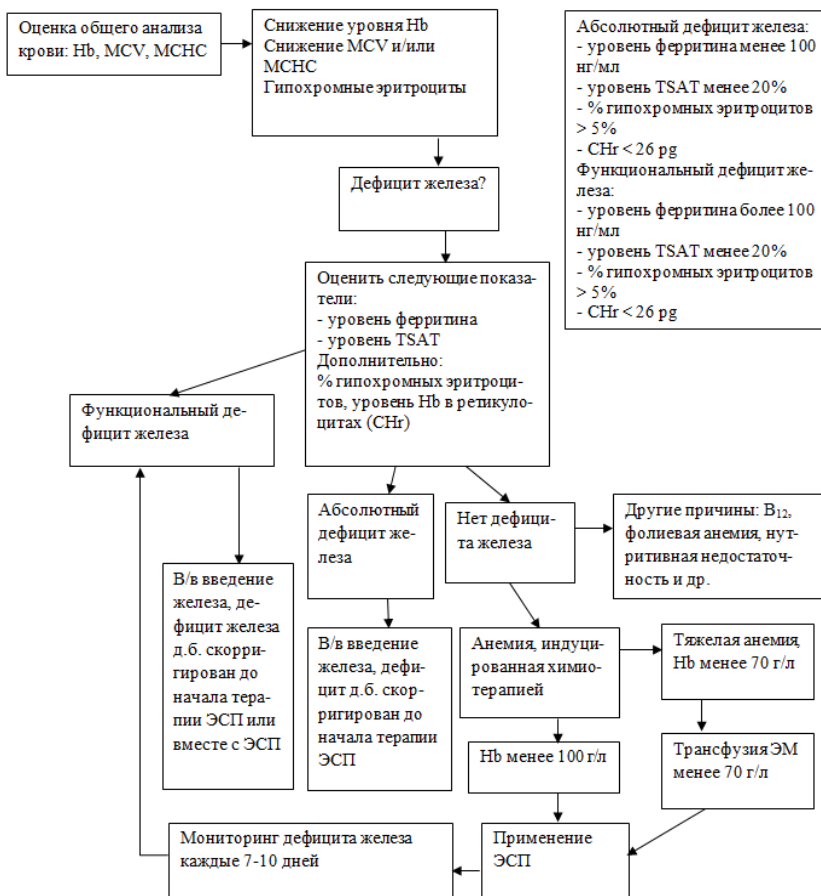 Оценка общего анализа
крови: Hb, MCV, MCHC
Снижение уровня Hb
Снижение MCV и/или
MCHC
Гипохромные эритроциты
Абсолютный дефицит железа:
- уровень ферритина менее 100
нг/мл
- уровень TSAT менее 20%
- % гипохромных эритроцитов
> 5%
- CHr < 26 pg
Функциональный дефицит же-
леза:
- уровень ферритина более 100
нг/мл
- уровень TSAT менее 20%
- % гипохромных эритроцитов
> 5%
- CHr < 26 pg
Дефицит железа?
Оценить следующие показа-
тели:
- уровень ферритина
- уровень TSAT
Дополнительно:
% гипохромных эритроци-
тов, уровень Hb в ретикуло-
цитах (CHr)
Функциональный де-
фицит железа
Абсолютный
дефицит же-
леза
Нет дефици-
та железа
Другие причины: B₁₂,
фолиевая анемия, нут-
ритивная недостаточ-
ность и др.
В/в введение
железа, де-
фицит железа
д.б. скорри-
гирован до
начала тера-
пии ЭСП или
вместе с ЭСП
В/в введение
железа, дефи-
цит д.б. скор-
ригирован до
начала терапии
ЭСП
Анемия, инду-
цированная химио-
терапией
Тяжелая анемия,
Hb менее 70 г/л
Hb менее 100 г/л
Трансфузия ЭМ
менее 70 г/л
Мониторинг дефицита железа
каждые 7-10 дней
Применение
ЭСП